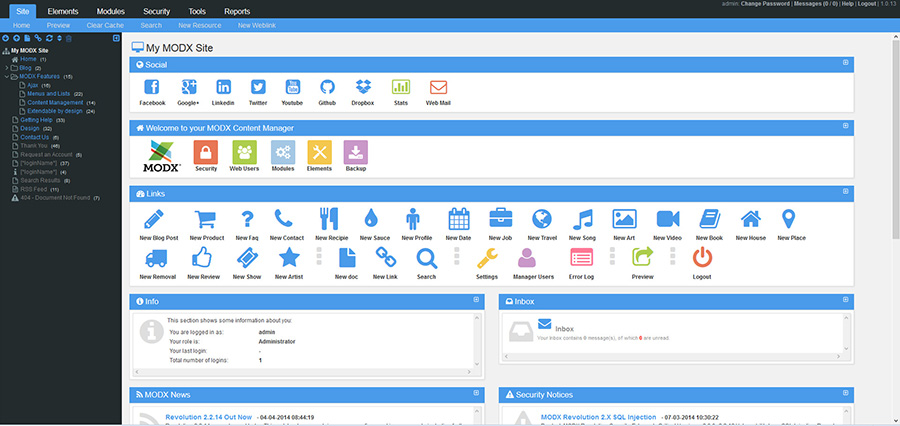 Site Elements Modules Security Tools Reports
admin Change Password | Messages (0 / 0) | Help | Logout | 1.0.13
Home Preview Clear Cache Search New Resource New Weblink
My MODX Site
Home (1)
Blog (2)
MODX Features (15)
Ajax (18)
Menus and Lists (22)
Content Management (14)
Extendable by design (24)
Getting Help (33)
Design (32)
Contact Us (6)
Thank You (46)
Request an Account (5)
[*loginName*] (37)
[*loginName*] (4)
Search Results (8)
RSS Feed (11)
404 - Document Not Found (7)
My MODX Site
Social
Facebook Google+ Linkedin Twitter Youtube Github Dropbox Stats Web Mail
Welcome to your MODX Content Manager
MODX Security Web Users Modules Elements Backup
Links
New Blog Post New Product New Faq New Contact New Recipie New Sauce New Profile New Date New Job New Travel New Song New Art New Video New Book New House New Place
New Removal New Review New Show New Artist New doc. New Link Search Settings Manager Users Error Log Preview Logout
Info
This section shows some information about you:
You are logged in as: admin
Your role is: Administrator
Your last login: -
Total number of logins: 1
Inbox
Inbox
Your inbox contains 0 message(s), of which 0 are unread.
MODX News
Revolution 2.2.14 Out Now - 04-04-2014 08:44:19
Security Notices
MODX Revolution 2.X SQL Injection - 07-03-2014 10:30:22